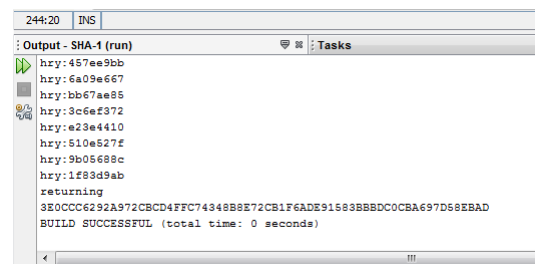 244:20 INS
Output - SHA-1 (run) Tasks
hry:457ee9bb
hry:6a09e667
hry:bb67ae85
hry:3c6ef372
hry:e23e4410
hry:510e527f
hry:9b05688c
hry:1f83d9ab
returning
3E0CCC6292A972CBCD4FFC74348B8E72CB1F6ADE91583BBBDC0CBA697D58EBAD
BUILD SUCCESSFUL (total time: 0 seconds)